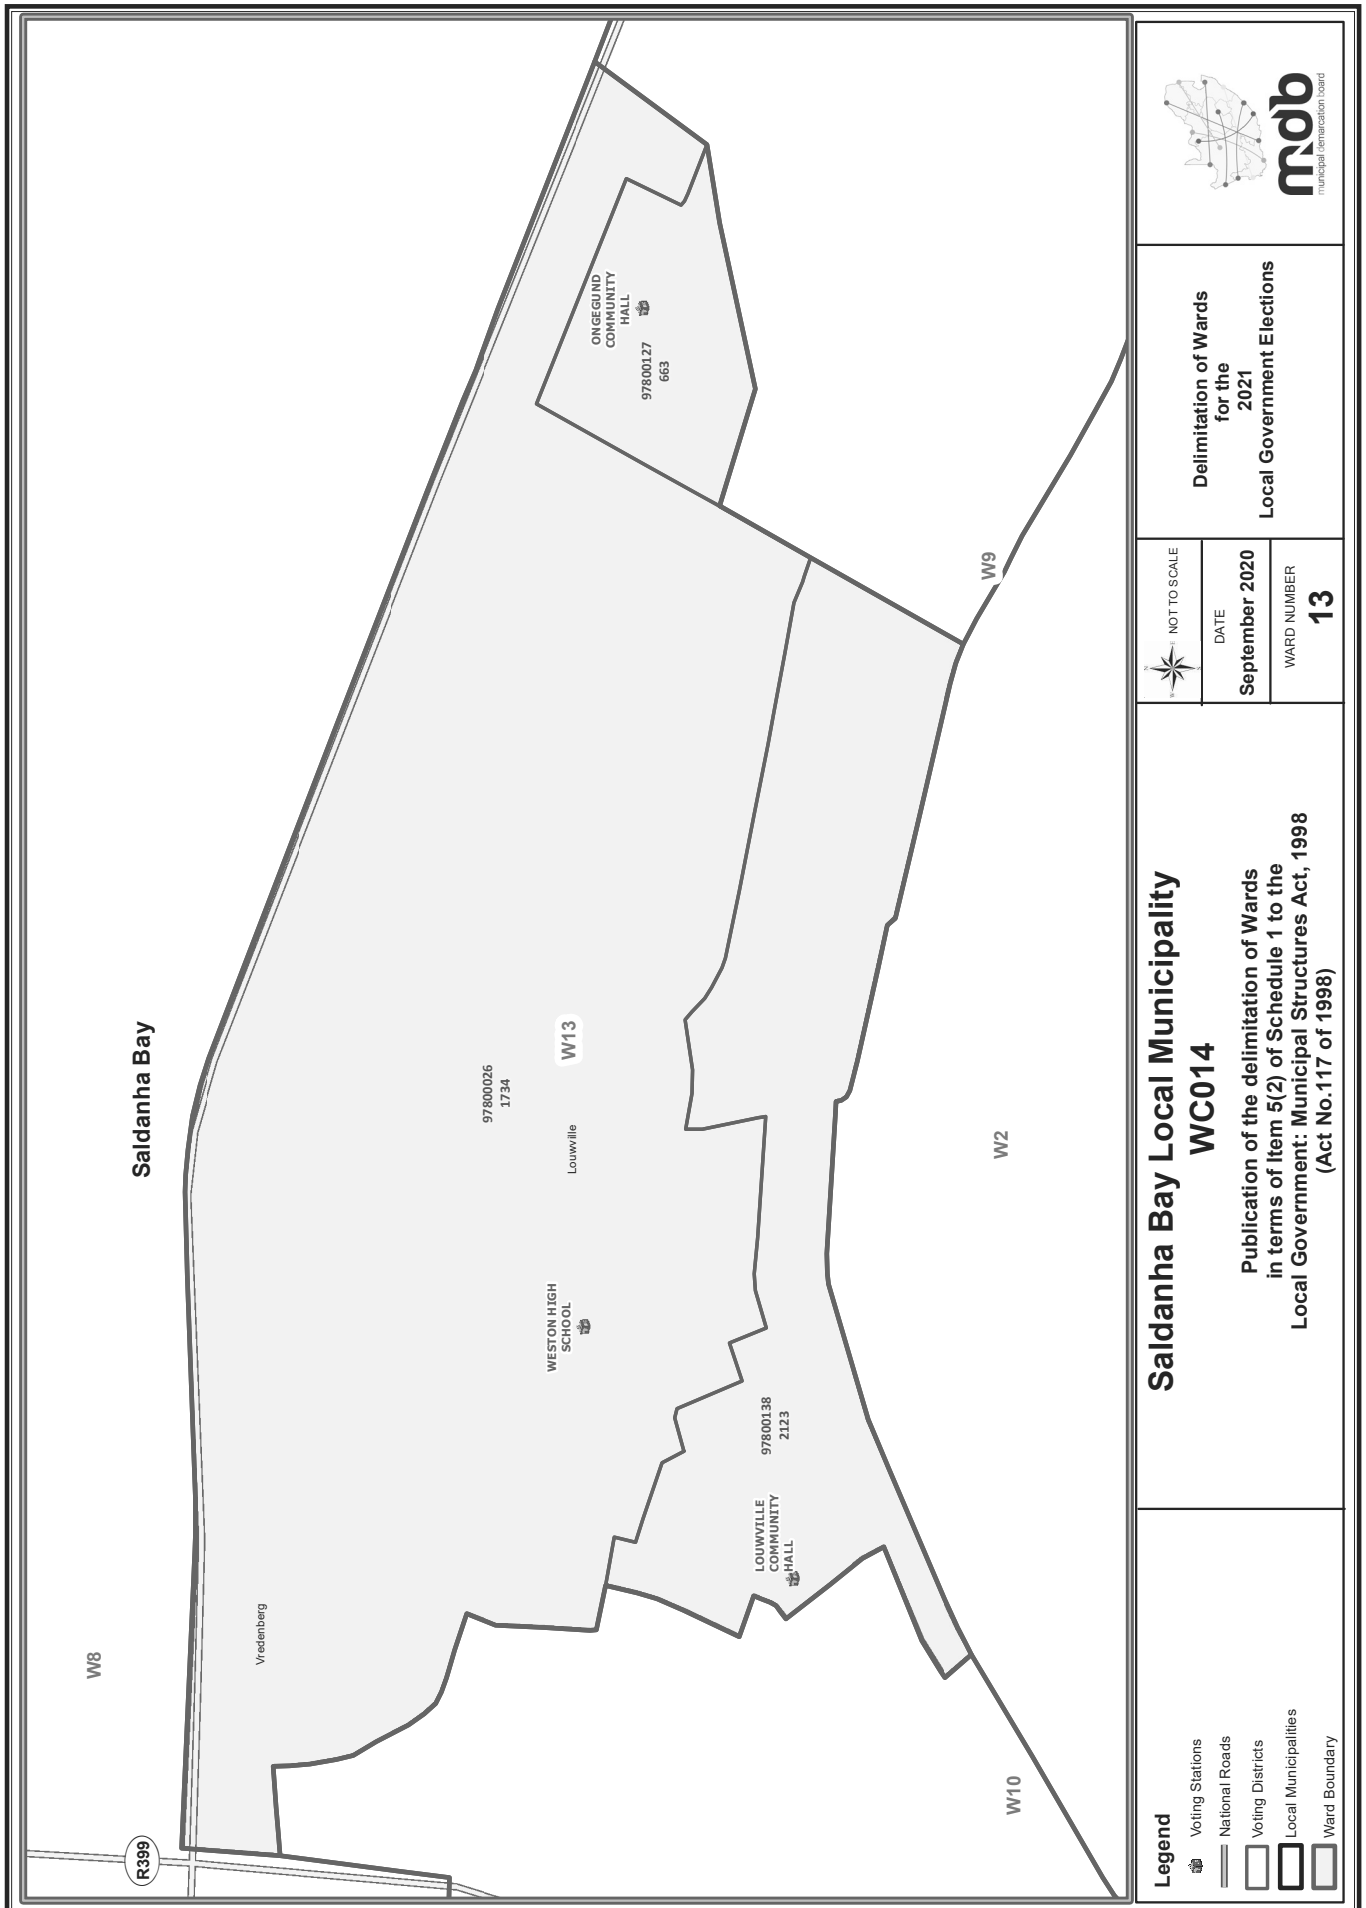 Saldanha Bay
W8
R399
Vredenberg
97800026
1734
W13
Louwville
WESTON HIGH
SCHOOL
ONGEGUND
COMMUNITY
HALL
97800127
663
97800138
2123
LOUWVILLE
COMMUNITY
HALL
W9
W2
W10
Legend
Voting Stations
National Roads
Voting Districts
Local Municipalities
Ward Boundary
Saldanha Bay Local Municipality
WC014
Publication of the delimitation of Wards
in terms of Item 5(2) of Schedule 1 to the
Local Government: Municipal Structures Act, 1998
(Act No.117 of 1998)
N
E
S
W
NOT TO SCALE
DATE
September 2020
WARD NUMBER
13
Delimitation of Wards
for the
2021
Local Government Elections
mdb
municipal demarcation board